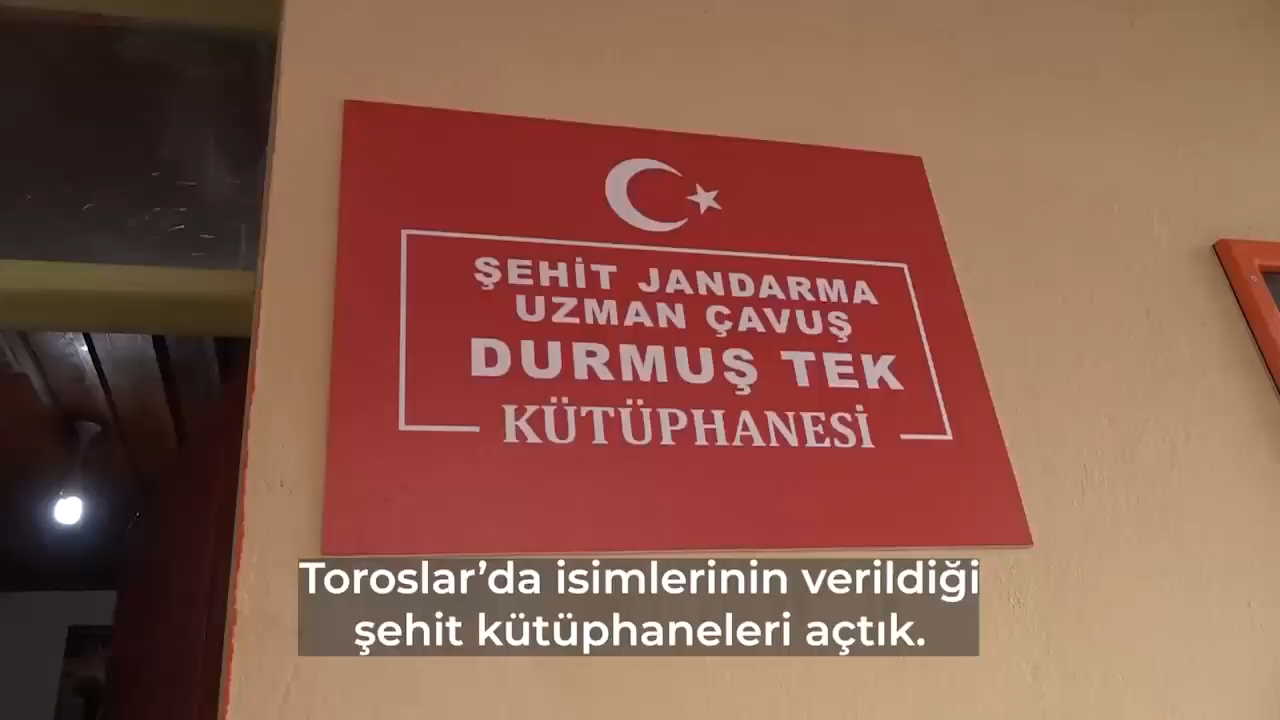 ŞEHİT JANDARMA
UZMAN ÇAVUŞ
DURMUŞ TEK
KÜTÜPHANESİ
Toroslar’da isimlerinin verildiği
şehit kütüphaneleri açtık.